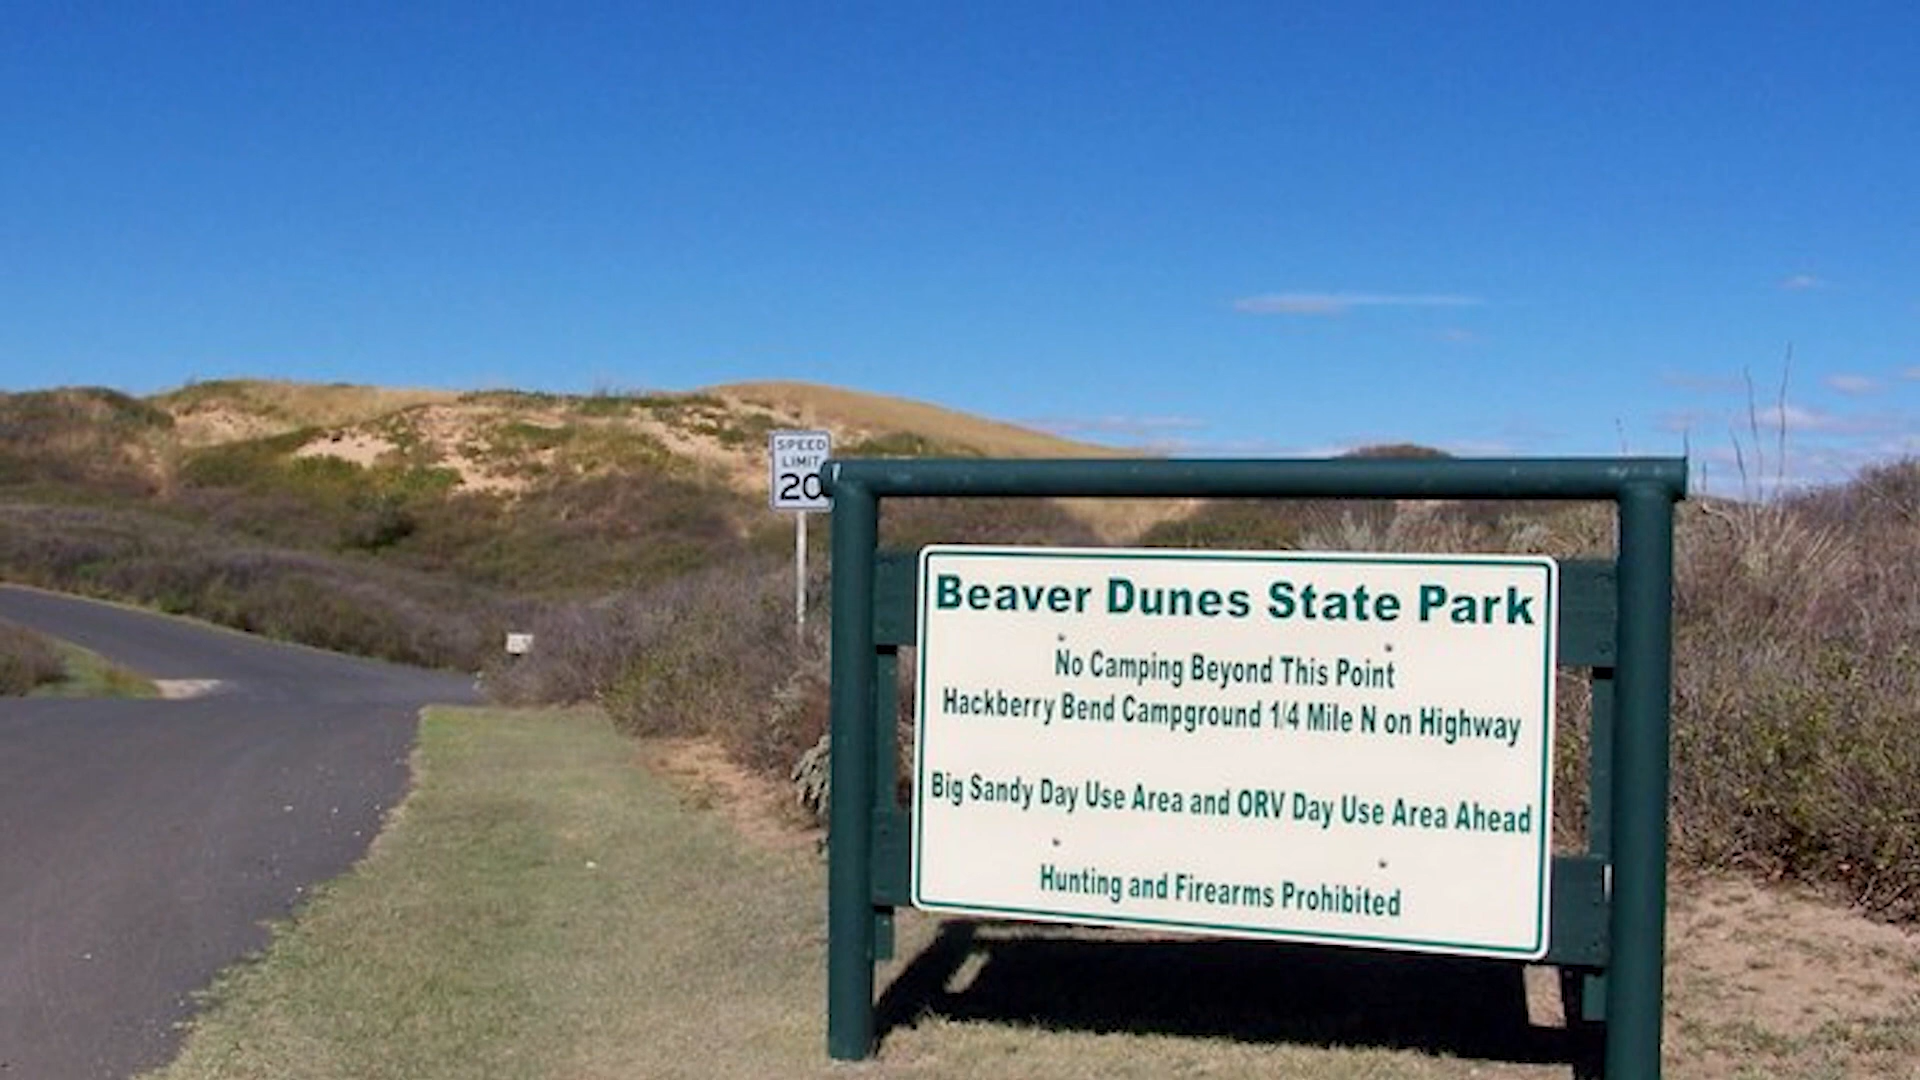 SPEED
LIMIT
20
Beaver Dunes State Park
No Camping Beyond This Point
Hackberry Bend Campground 1/4 Mile N on Highway
Big Sandy Day Use Area and ORV Day Use Area Ahead
Hunting and Firearms Prohibited